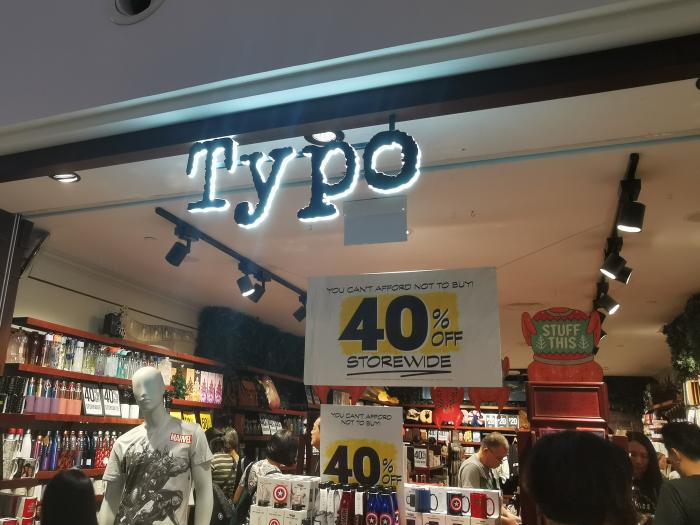 Typo
YOU CAN'T AFFORD NOT TO BUY!
40% OFF
STOREWIDE
STUFF
THIS
YOU CAN'T AFFORD
NOT TO BUY!
40% OFF
MARVEL